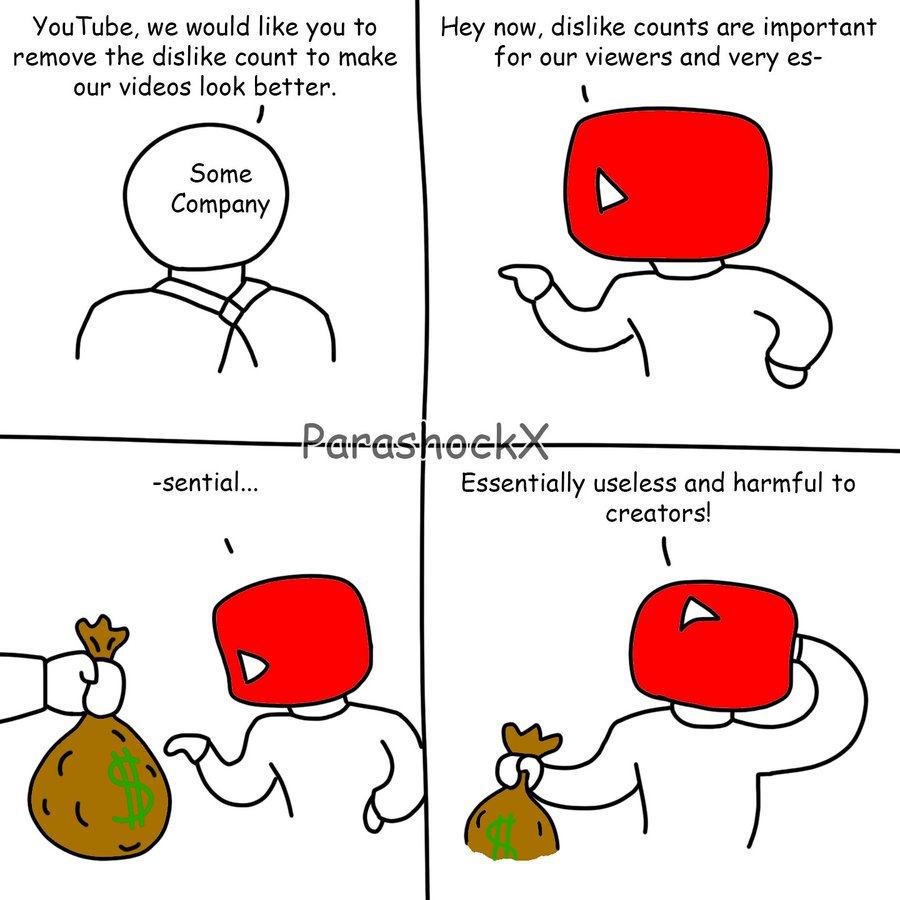 YouTube, we would like you to
remove the dislike count to make
our videos look better.
Some
Company
Hey now, dislike counts are important
for our viewers and very es-
ParashockX
-sential...
$
Essentially useless and harmful to
creators!
$